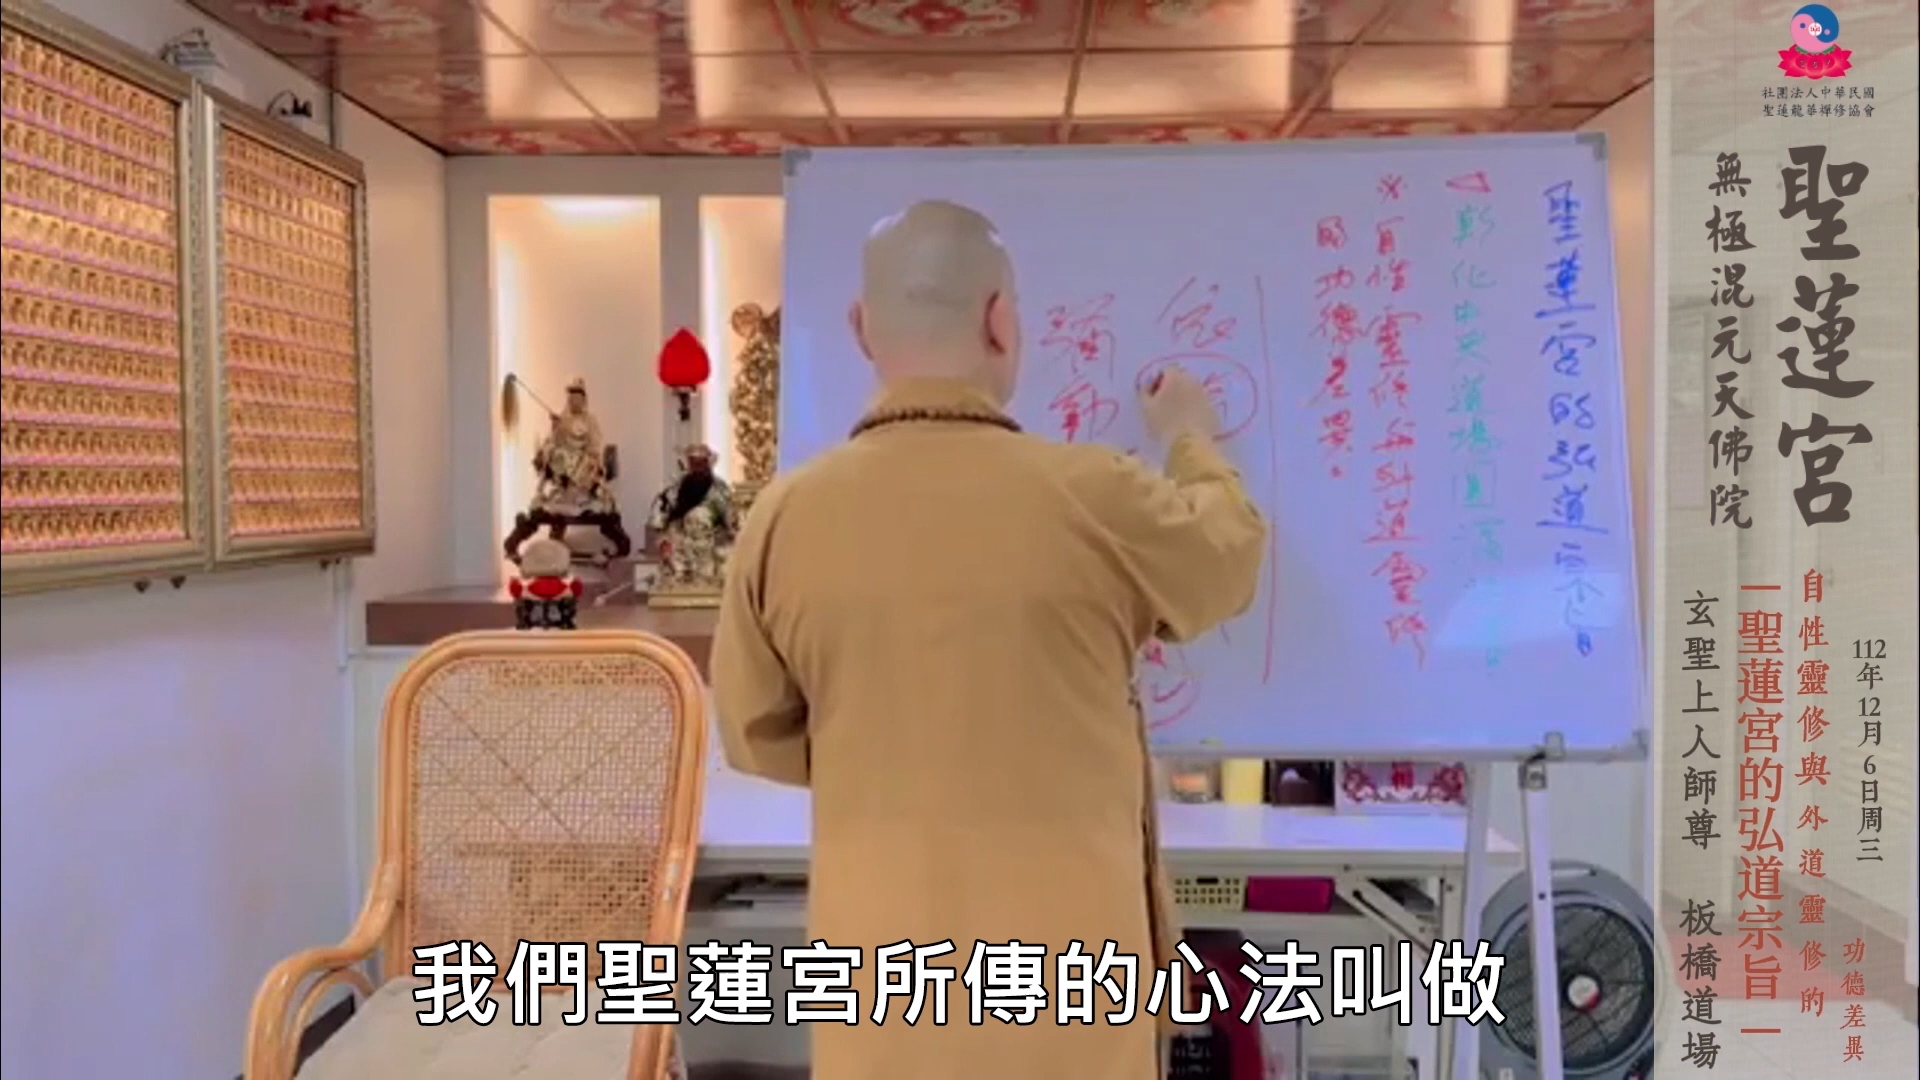 社團法人中華民國
聖蓮龍華禪修協會
聖蓮宮
無極混元天佛院
112年12月6日周三
自性靈修與外道靈修的
功德差異
聖蓮宮的弘道宗旨
玄聖上人師尊 板橋道場
聖蓮宮的弘道宗旨
彰化中央道場圓滿
※自性靈修與外道靈修
的功德差異。
我們聖蓮宮所傳的心法叫做